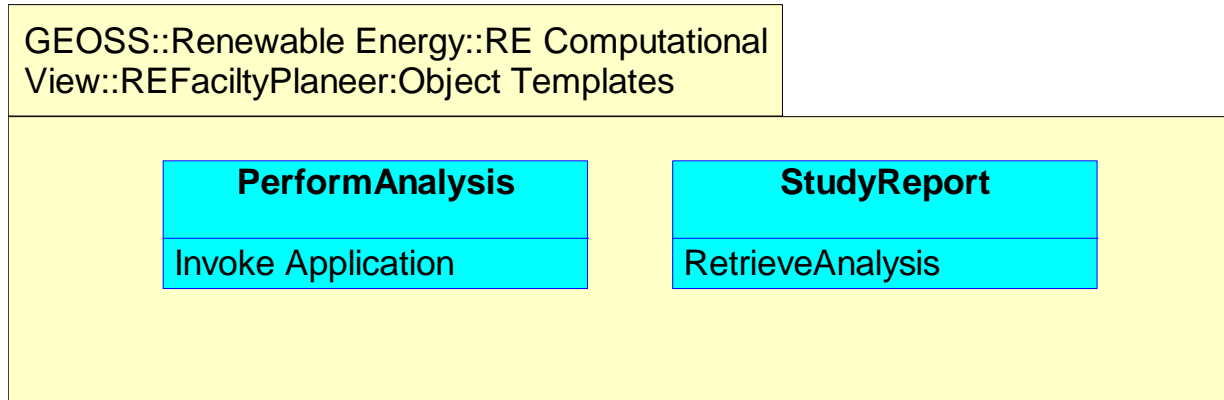 GEOSS::Renewable Energy::RE Computational
View::REFaciltyPlaneer:Object Templates
PerformAnalysis
StudyReport
Invoke Application
RetrieveAnalysis